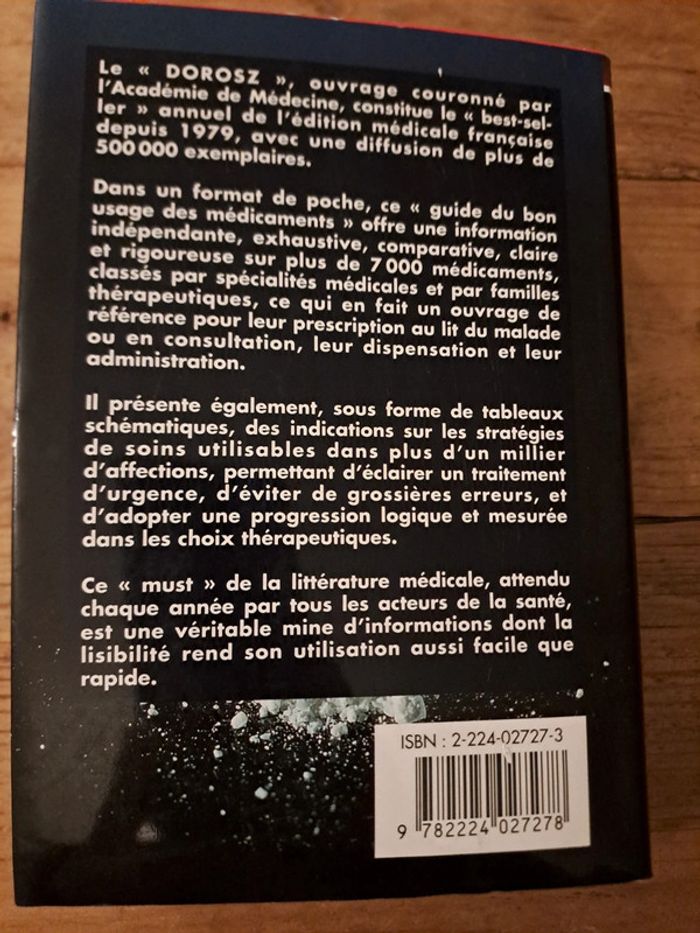 Le « DOROSZ », ouvrage couronné par
l'Académie de Médecine, constitue le « best-sel-
ler » annuel de l'édition médicale française
depuis 1979, avec une diffusion de plus de
500 000 exemplaires.
Dans un format de poche, ce « guide du bon
usage des médicaments » offre une information
indépendante, exhaustive, comparative, claire
et rigoureuse sur plus de 7 000 médicaments,
classés par spécialités médicales et par familles
thérapeutiques, ce qui en fait un ouvrage de
référence pour leur prescription au lit du malade
ou en consultation, leur dispensation et leur
administration.
Il présente également, sous forme de tableaux
schématiques, des indications sur les stratégies
de soins utilisables dans plus d'un millier
d'affections, permettant d'éclairer un traitement
d'urgence, d'éviter de grossières erreurs, et
d'adopter une progression logique et mesurée
dans les choix thérapeutiques.
Ce « must » de la littérature médicale, attendu
chaque année par tous les acteurs de la santé,
est une véritable mine d'informations dont la
lisibilité rend son utilisation aussi facile que
rapide.
ISBN : 2-224-02727-3
9 782224 027278